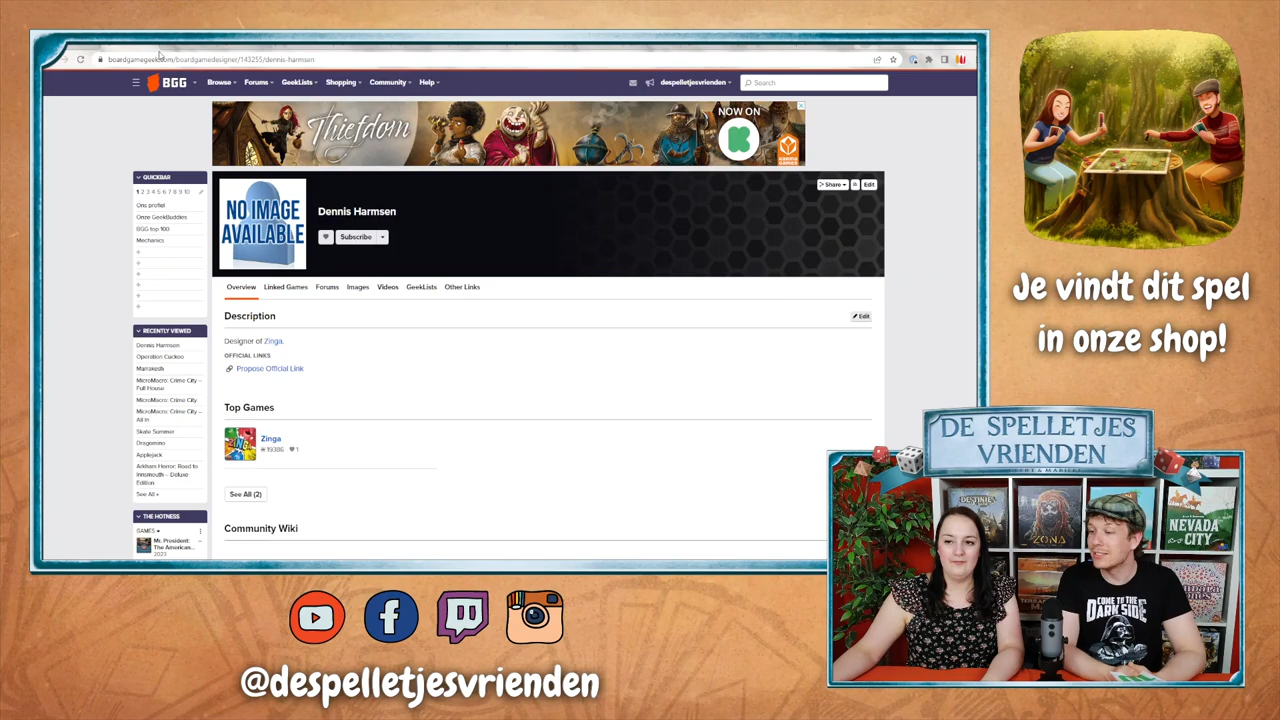 boardgamegeek.com/boardgamedesigner/143255/dennis-harmsen
BGG
Browse
Forums
GeekLists
Shopping
Community
Help
despelletjesvrienden
Search
Thiefdom
NOW ON
QUICKBAR
1 2 3 4 5 6 7 8 9 10
Ons profiel
Onze GeekBuddies
BGG top 100
Mechanics
NO IMAGE
AVAILABLE
Dennis Harmsen
Subscribe
Share
Edit
Overview
Linked Games
Forums
Images
Videos
GeekLists
Other Links
Description
Edit
Designer of Zinga.
OFFICIAL LINKS
Propose Official Link
RECENTLY VIEWED
Dennis Harmsen
Operation Cuckoo
Marrakesh
MicroMacro: Crime City –
Full House
MicroMacro: Crime City
MicroMacro: Crime City –
All In
Skate Summer
Dragomino
Applejack
Arkham Horror: Road to
Innsmouth – Deluxe
Edition
See All
Top Games
Zinga
19386
1
See All (2)
Community Wiki
THE HOTNESS
GAMES
Mr. President:
The American...
2023
Je vindt dit spel
in onze shop!
DE SPELLETJES
VRIENDEN
DESTINIES
ZONA
NEVADA
CITY
COME TO THE
DARK SIDE
@despelletjesvrienden